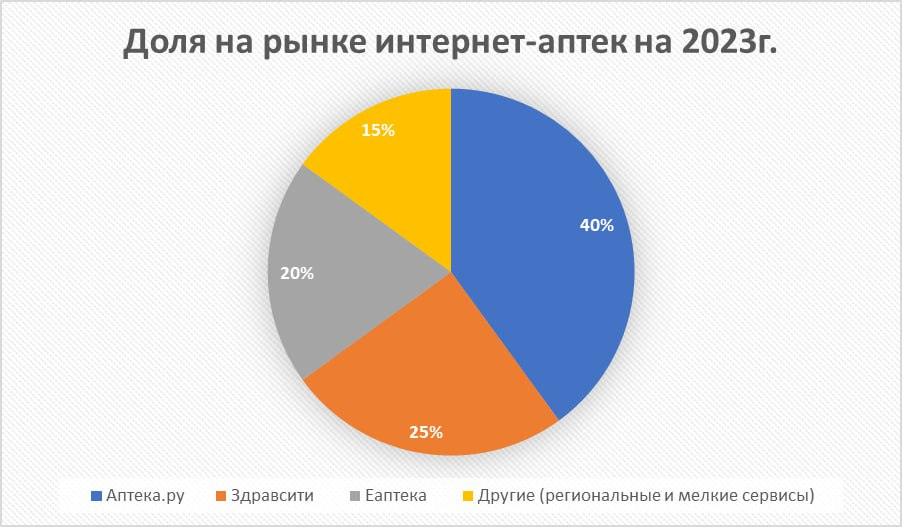 Доля на рынке интернет-аптек на 2023г.
15%
40%
20%
25%
Аптека.ру Здравсити Еаптека Другие (региональные и мелкие сервисы)